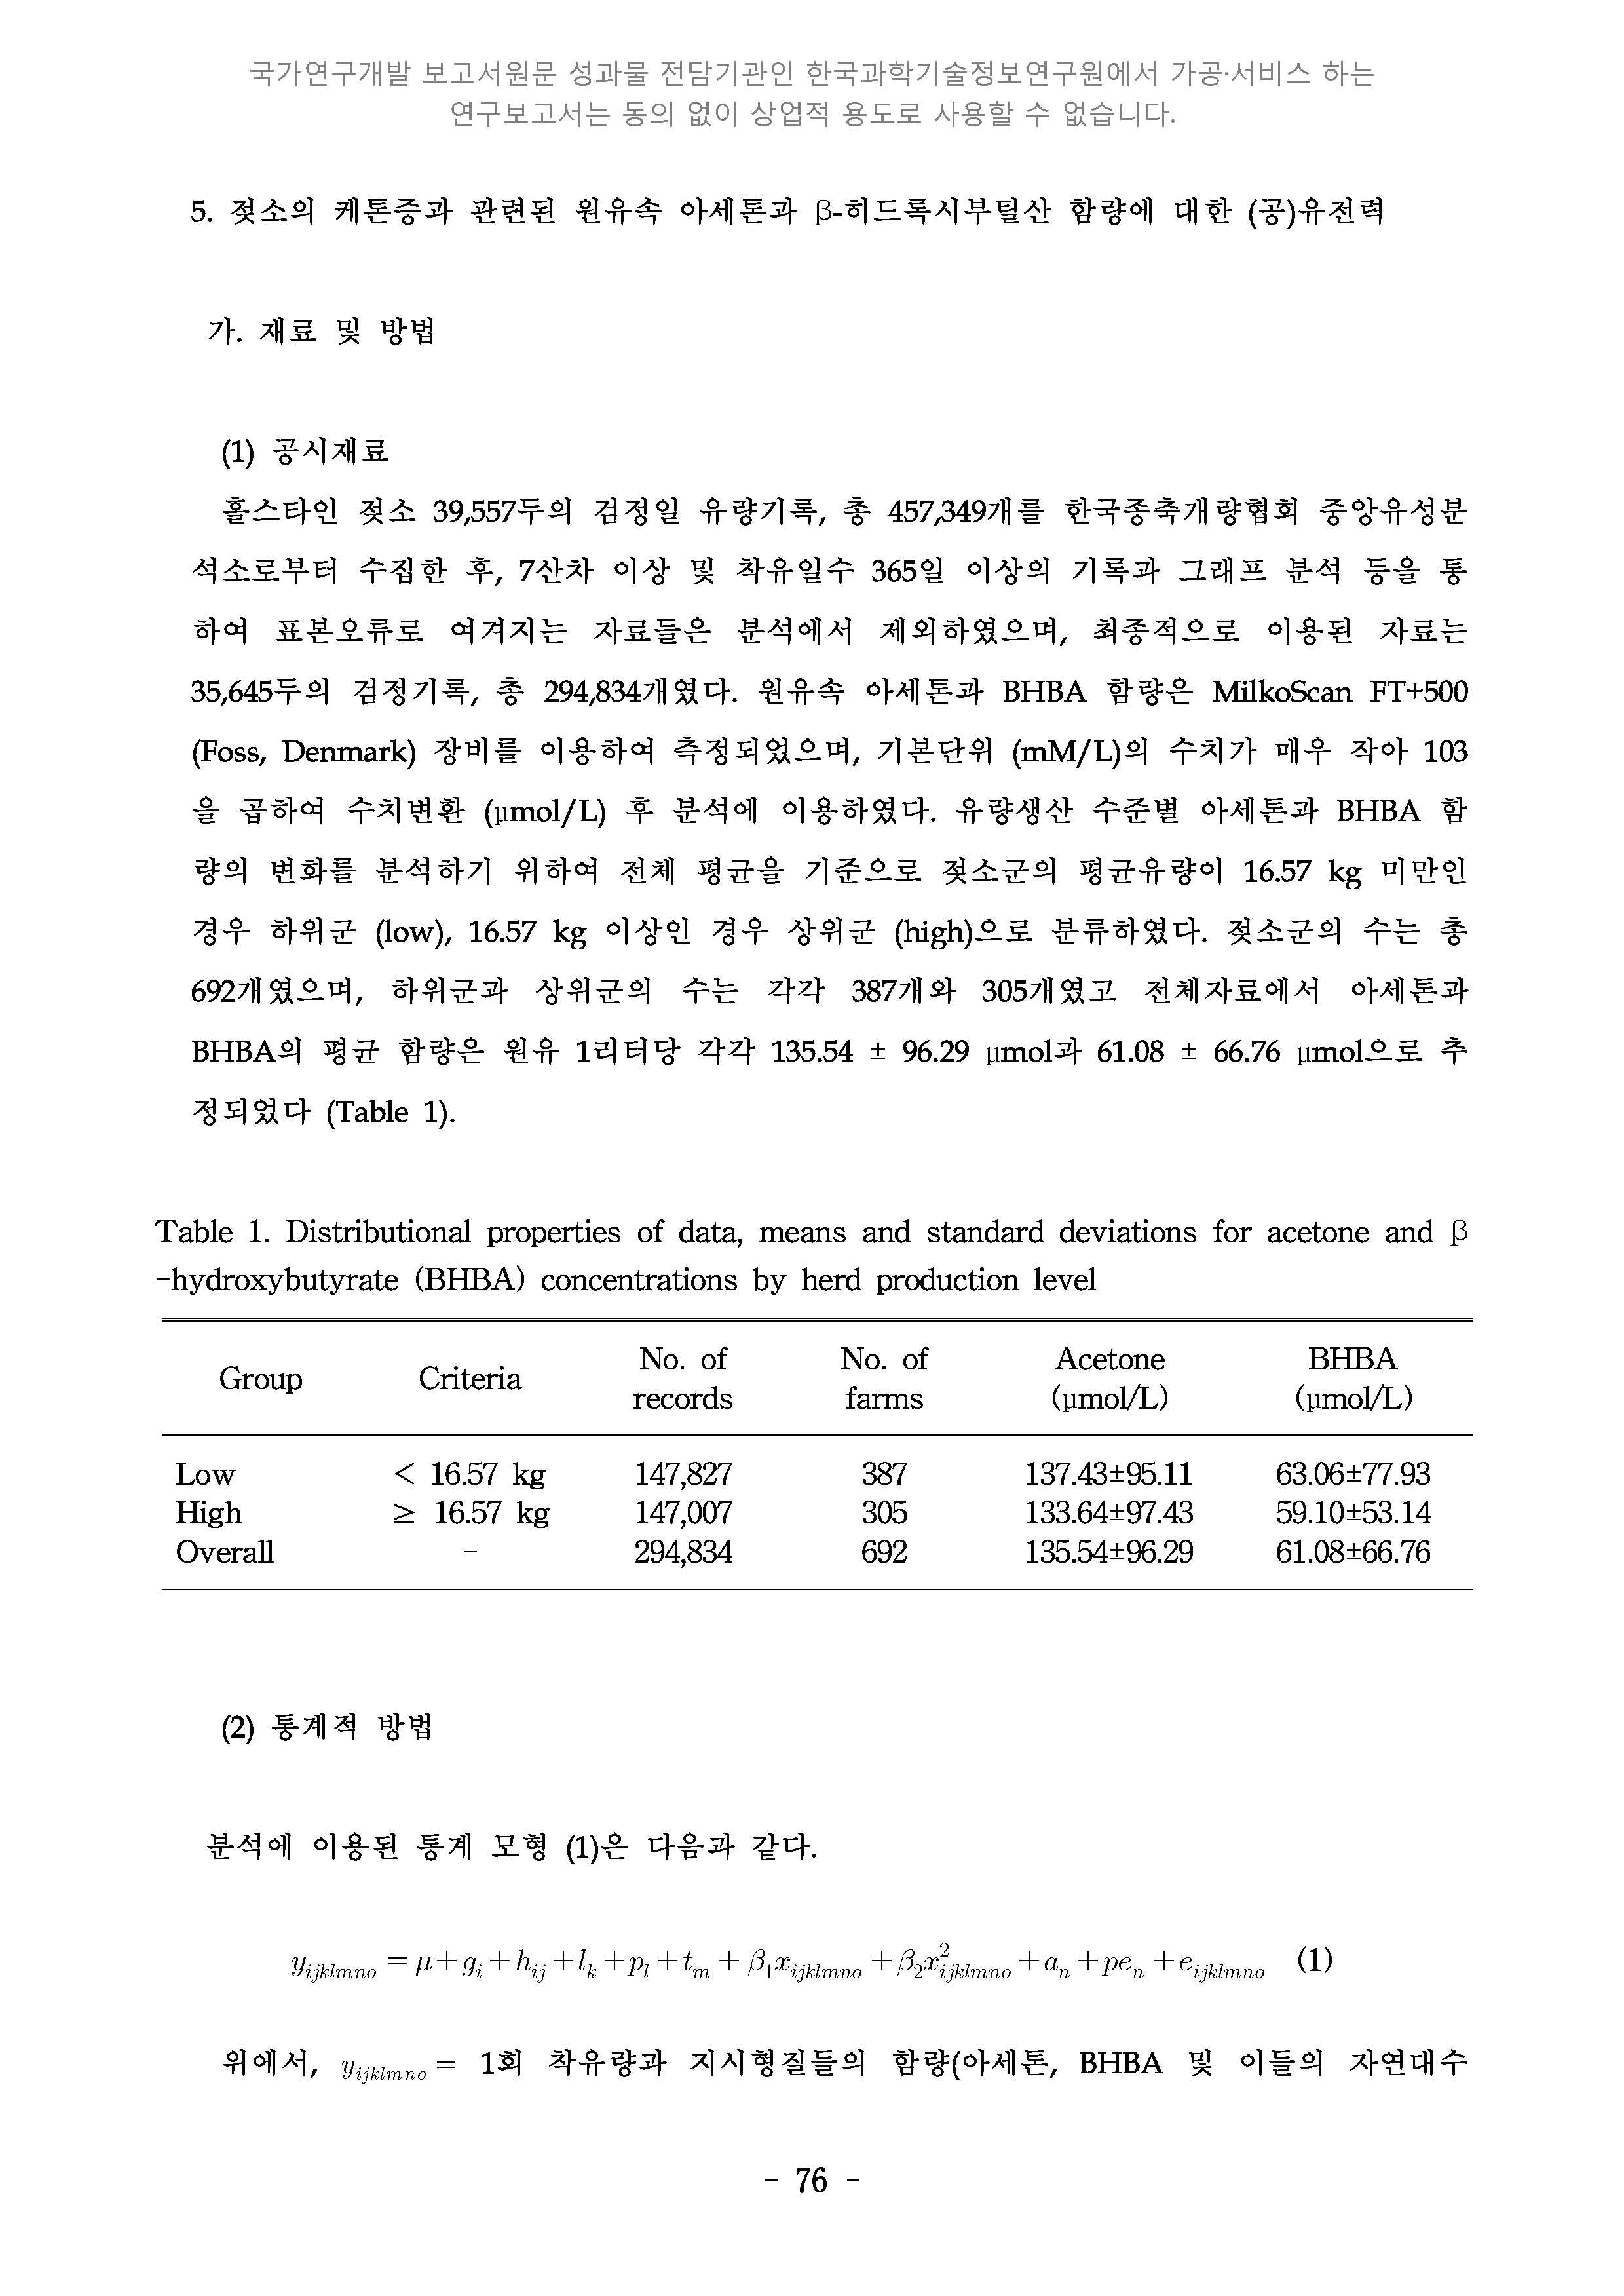 국가연구개발 보고서원문 성과물 전담기관인 한국과학기술정보연구원에서 가공·서비스 하는
연구보고서는 동의 없이 상업적 용도로 사용할 수 없습니다.
5. 젖소의 케톤증과 관련된 원유속 아세톤과 β-히드록시부틸산 함량에 대한 (공)유전력
가. 재료 및 방법
(1) 공시재료
홀스타인 젖소 39,557두의 검정일 유량기록, 총 457,349개를 한국종축개량협회 중앙유성분
석소로부터 수집한 후, 7산차 이상 및 착유일수 365일 이상의 기록과 그래프 분석 등을 통
하여 표본오류로 여겨지는 자료들은 분석에서 제외하였으며, 최종적으로 이용된 자료는
35,645두의 검정기록, 총 294,834개였다. 원유속 아세톤과 BHBA 함량은 MilkoScan FT+500
(Foss, Denmark) 장비를 이용하여 측정되었으며, 기본단위 (mM/L)의 수치가 매우 작아 103
을 곱하여 수치변환 (μmol/L) 후 분석에 이용하였다. 유량생산 수준별 아세톤과 BHBA 함
량의 변화를 분석하기 위하여 전체 평균을 기준으로 젖소군의 평균유량이 16.57 kg 미만인
경우 하위군 (low), 16.57 kg 이상인 경우 상위군 (high)으로 분류하였다. 젖소군의 수는 총
692개였으며, 하위군과 상위군의 수는 각각 387개와 305개였고 전체자료에서 아세톤과
BHBA의 평균 함량은 원유 1리터당 각각 135.54 ± 96.29 μmol과 61.08 ± 66.76 μmol으로 추
정되었다 (Table 1).
Table 1. Distributional properties of data, means and standard deviations for acetone and β
-hydroxybutyrate (BHBA) concentrations by herd production level
Group Criteria No. of records No. of farms Acetone (μmol/L) BHBA (μmol/L)
Low < 16.57 kg 147,827 387 137.43±95.11 63.06±77.93
High ≥ 16.57 kg 147,007 305 133.64±97.43 59.10±53.14
Overall - 294,834 692 135.54±96.29 61.08±66.76
(2) 통계적 방법
분석에 이용된 통계 모형 (1)은 다음과 같다.
$y_{ijklmno} = \mu + g_i + h_{ij} + l_k + p_l + t_m + \beta_1 x_{ijklmno} + \beta_2 x^2_{ijklmno} + a_n + pe_n + e_{ijklmno}$ (1)
위에서, $y_{ijklmno}$ = 1회 착유량과 지시형질들의 함량(아세톤, BHBA 및 이들의 자연대수
- 76 -